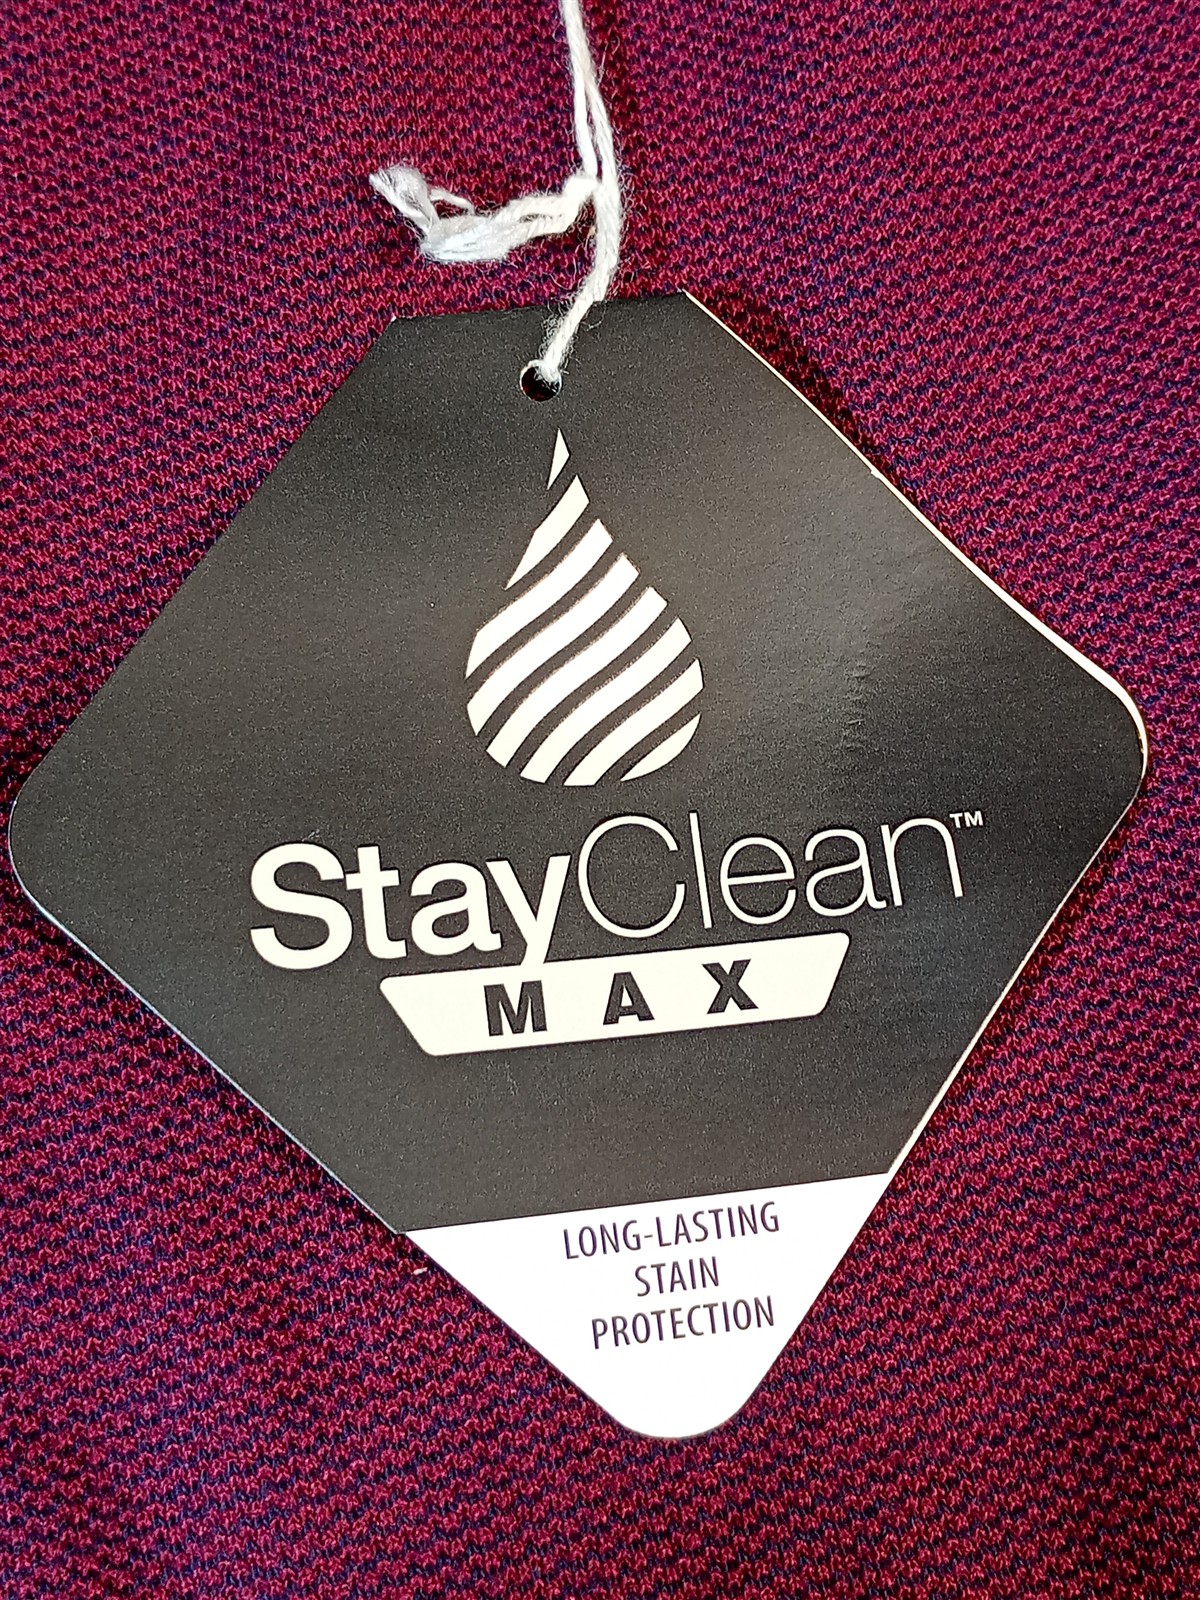 StayClean™
MAX
LONG-LASTING
STAIN
PROTECTION